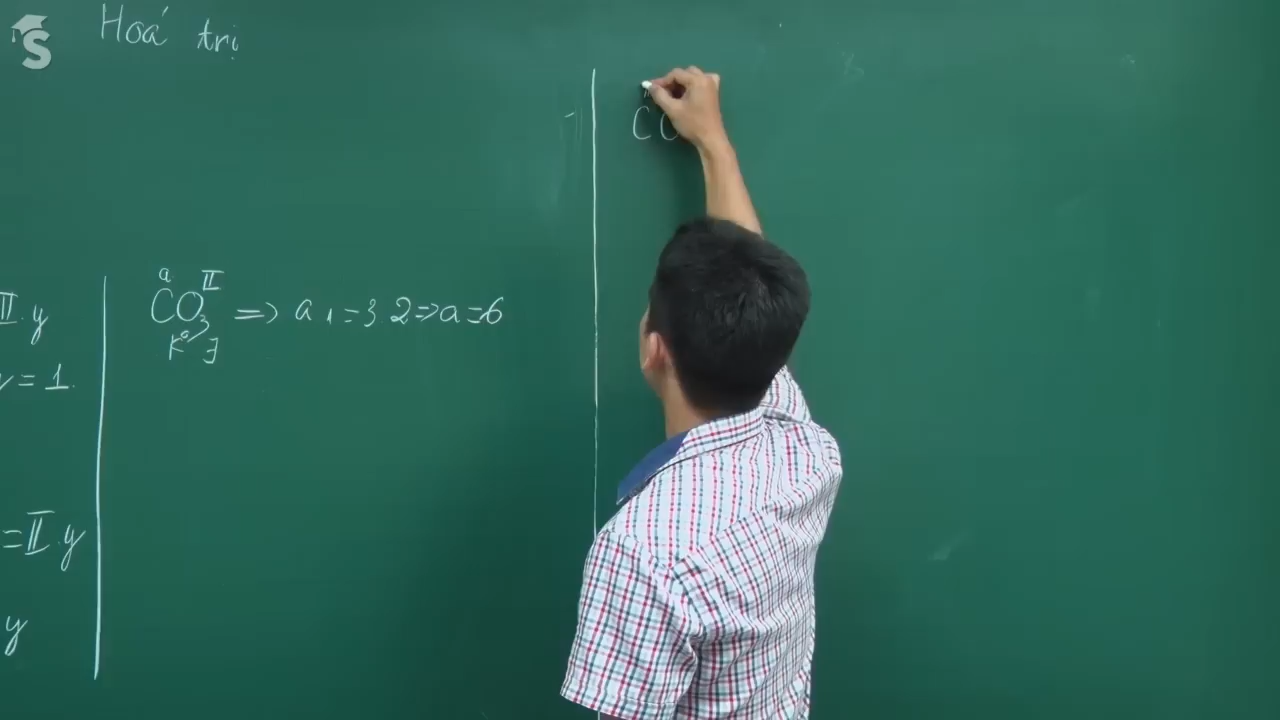 Hoá trị
II.y
y = 1.
= II.y
y
a II
CO₃ => a.1 = 3.2 => a = 6
K° J
CO
S